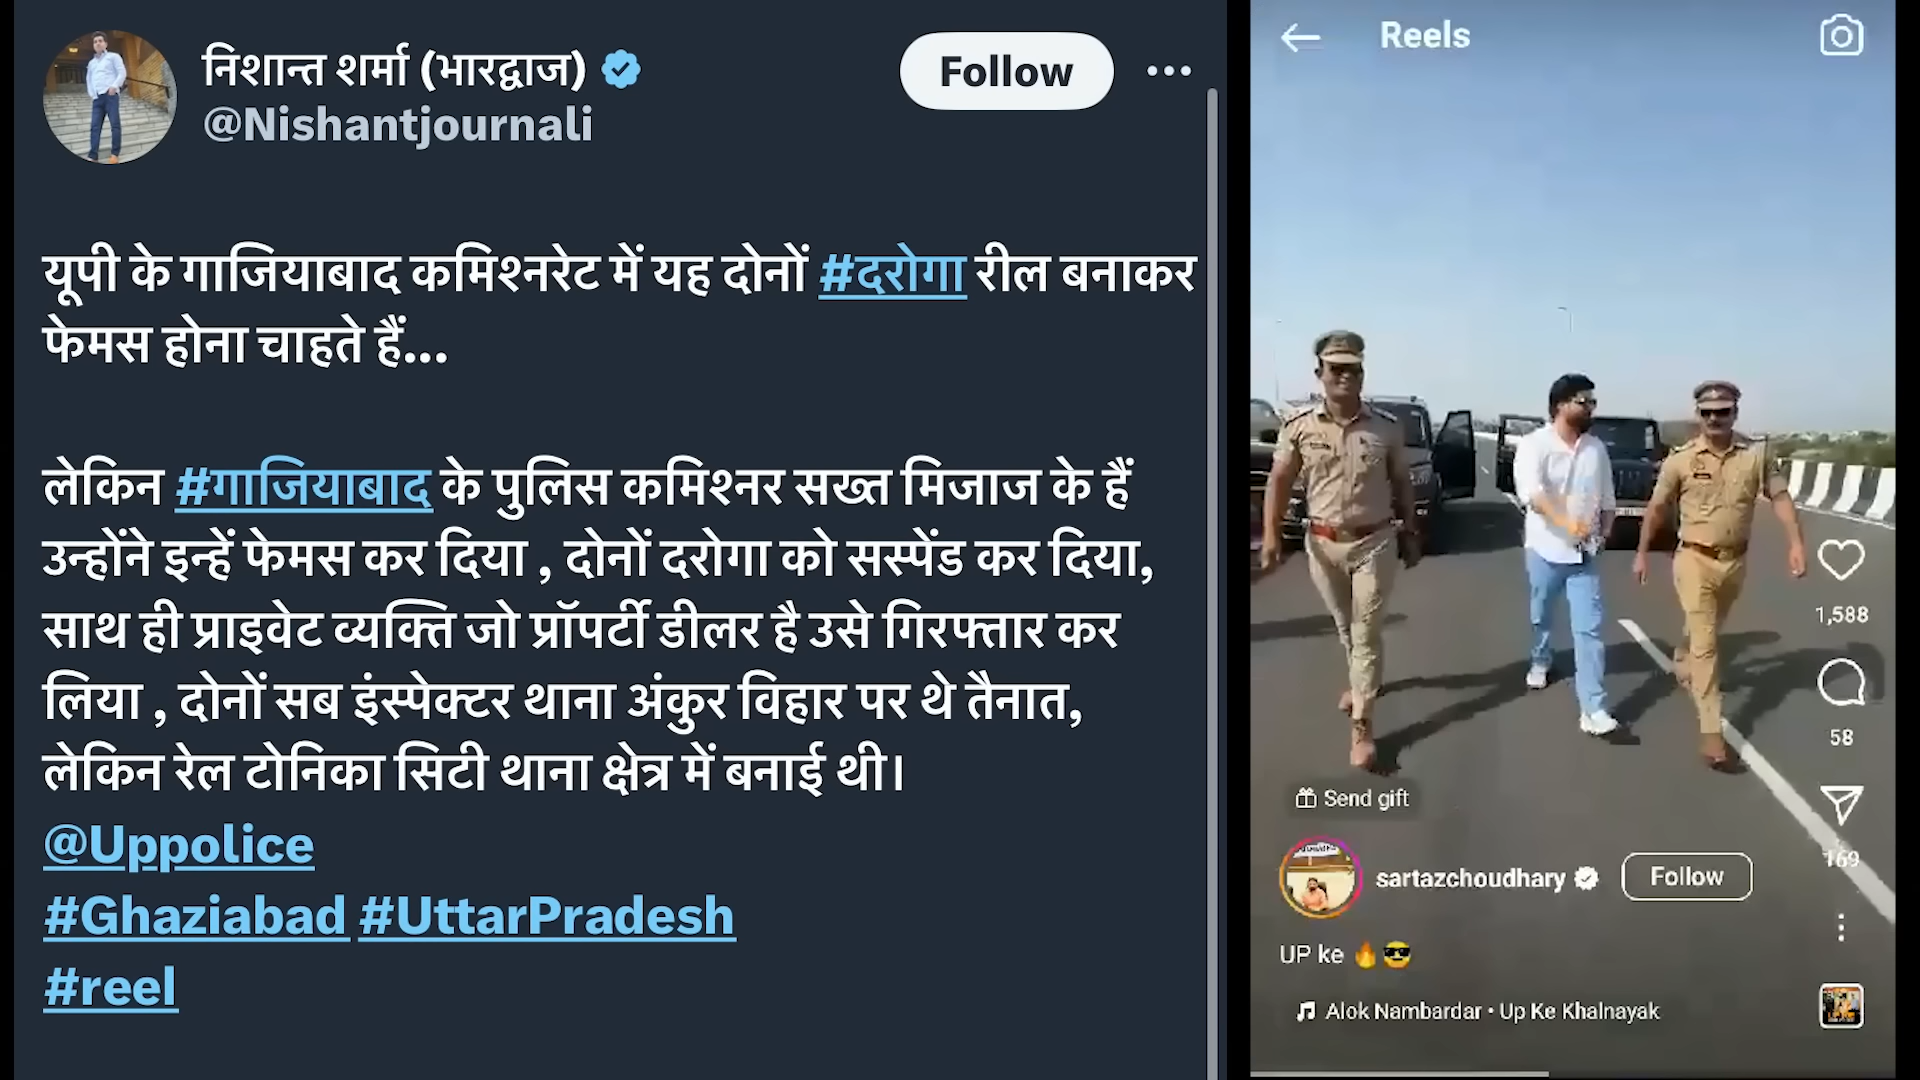 निशान्त शर्मा (भारद्वाज)
@Nishantjournali
Follow
यूपी के गाजियाबाद कमिश्नरेट में यह दोनों #दरोगा रील बनाकर
फेमस होना चाहते हैं...
लेकिन #गाजियाबाद के पुलिस कमिश्नर सख्त मिजाज के हैं
उन्होंने इन्हें फेमस कर दिया , दोनों दरोगा को सस्पेंड कर दिया,
साथ ही प्राइवेट व्यक्ति जो प्रॉपर्टी डीलर है उसे गिरफ्तार कर
लिया , दोनों सब इंस्पेक्टर थाना अंकुर विहार पर थे तैनात,
लेकिन रेल टोनिका सिटी थाना क्षेत्र में बनाई थी।
@Uppolice
#Ghaziabad #UttarPradesh
#reel
Reels
1,588
58
169
Send gift
sartazchoudhary
Follow
UP ke 🔥😎
Alok Nambardar • Up Ke Khalnayak